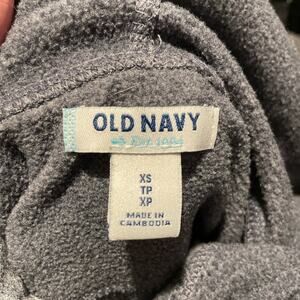 OLD NAVY
Est. 1994
XS
TP
XP
MADE IN
CAMBODIA